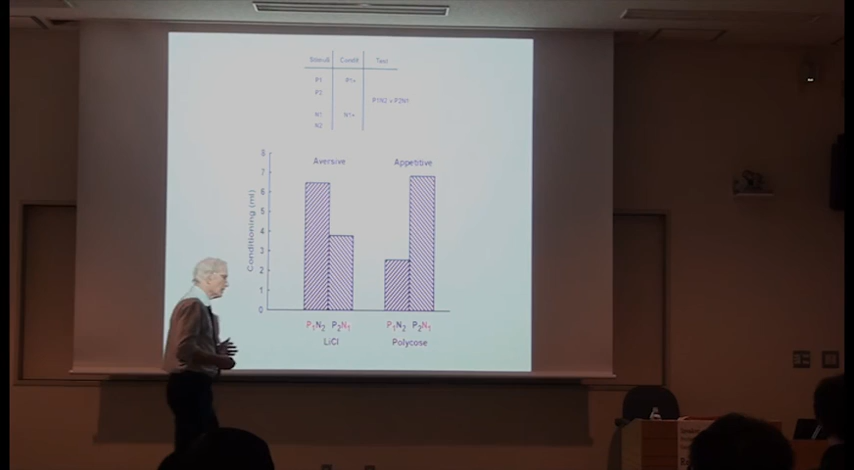 Stimuli Condit Test
P1 P1+
P2
P1N2 v P2N1
N1 N1+
N2
Aversive Appetitive
Conditioning (ml)
8
7
6
5
4
3
2
1
0
P1N2 P2N1 P1N2 P2N1
LiCl Polycose